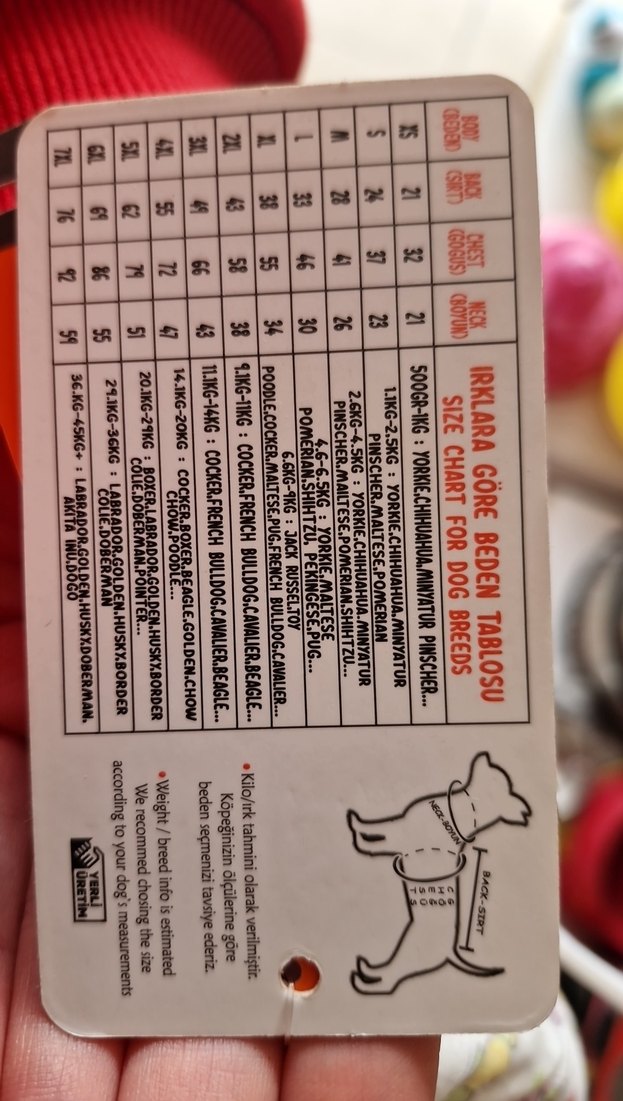 IRKLARA GÖRE BEDEN TABLOSU
SIZE CHART FOR DOG BREEDS
BODY BACK CHEST NECK
(BEDEN) (SIRT) (GÖĞÜS) (BOYUN)
XS 21 32 21 500GR-1KG : YORKIE,CHIHUAHUA,MINYATUR PINSCHER...
S 24 37 23 1.1KG-2.5KG : YORKIE,CHIHUAHUA,MINYATUR
PINSCHER,MALTESE,POMERIAN
M 28 41 26 2.6KG-4.5KG : YORKIE,CHIHUAHUA,MINYATUR
PINSCHER,MALTESE,POMERIAN,SHIHTZU...
L 33 46 30 4.6-6.5KG : YORKIE,MALTESE
POMERIAN,SHIHTZU, PEKINGESE,PUG...
XL 38 55 34 6.6KG-9KG : JACK RUSSEL,TOY
POODLE,COCKER,MALTESE,PUG,FRENCH BULLDOG,CAVALIER...
2XL 43 58 38 9.1KG-11KG : COCKER,FRENCH BULLDOG,CAVALIER,BEAGLE...
3XL 49 66 43 11.1KG-14KG : COCKER,FRENCH BULLDOG,CAVALIER,BEAGLE...
4XL 55 72 47 14.1KG-20KG : COCKER,BOXER,BEAGLE,GOLDEN,CHOW
CHOW,POODLE...
5XL 62 79 51 20.1KG-29KG : BOXER,LABRADOR,GOLDEN,HUSKY,BORDER
COLIE,DOBERMAN,POINTER...
6XL 69 86 55 29.1KG-36KG : LABRADOR,GOLDEN,HUSKY,BORDER
COLIE,DOBERMAN
7XL 76 92 59 36.KG-45KG+ : LABRADOR,GOLDEN,HUSKY,DOBERMAN,
AKITA INU,DOGO
BACK-SIRT
NECK-BOYUN
CHEST
GÖĞÜS
• Kilo/ırk tahmini olarak verilmiştir.
Köpeğinizin ölçülerine göre
beden seçmenizi tavsiye ederiz.
• Weight / breed info is estimated
We recommed chosing the size
according to your dog's measurements
YERLİ
ÜRETİM